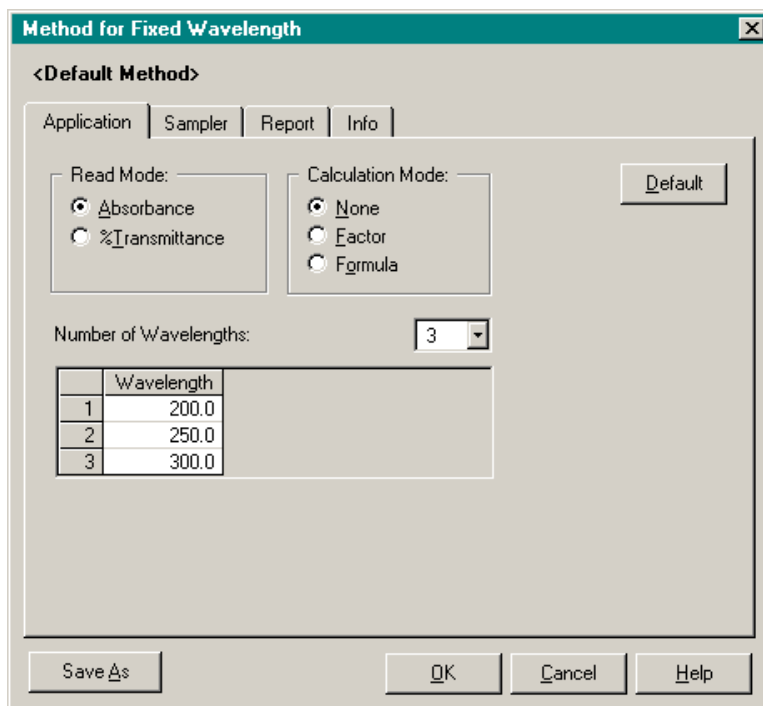 Method for Fixed Wavelength
<Default Method>
Application Sampler Report Info
Read Mode:
Absorbance
%Transmittance
Calculation Mode:
None
Factor
Formula
Default
Number of Wavelengths: 3
Wavelength
1 200.0
2 250.0
3 300.0
Save As OK Cancel Help